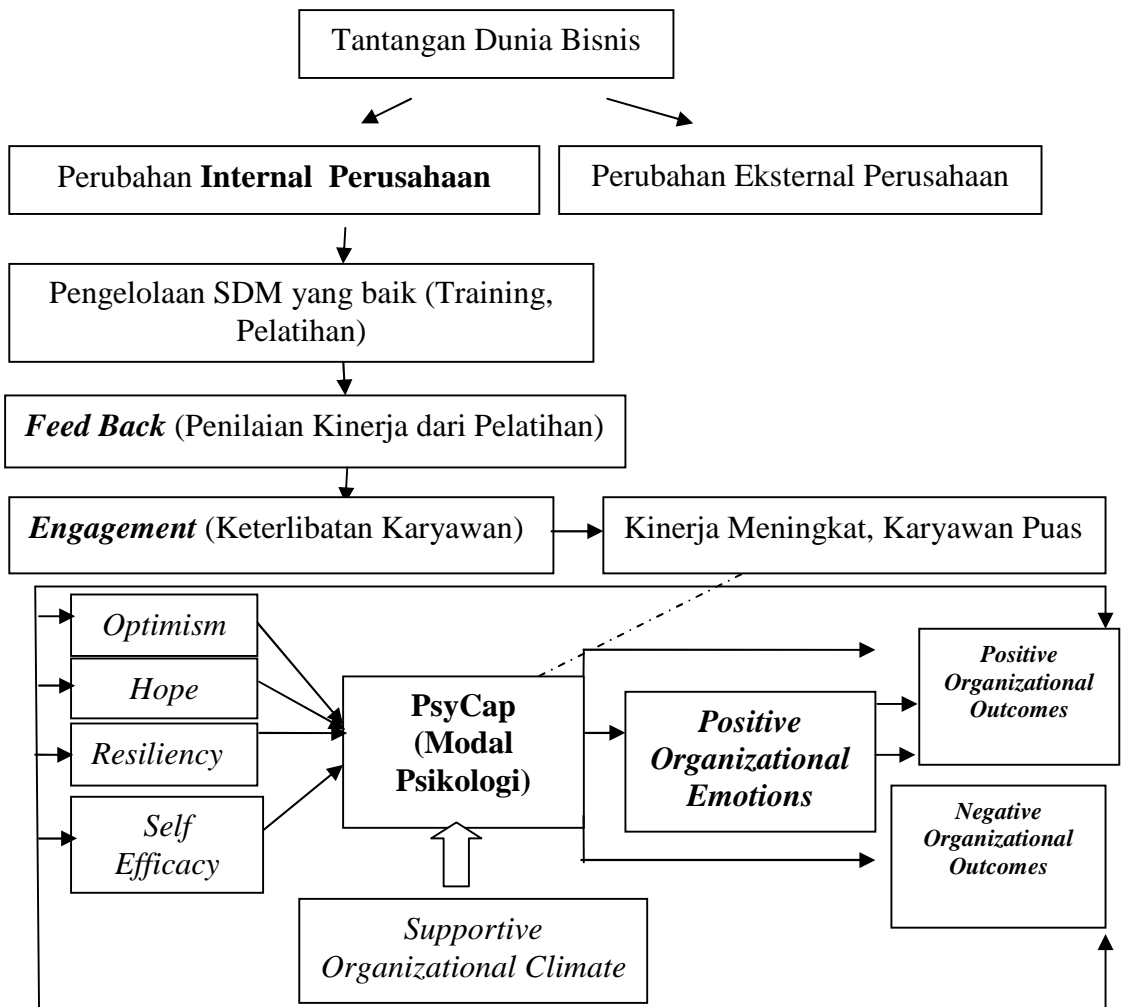 Tantangan Dunia Bisnis
Perubahan Internal Perusahaan
Perubahan Eksternal Perusahaan
Pengelolaan SDM yang baik (Training,
Pelatihan)
Feed Back (Penilaian Kinerja dari Pelatihan)
Engagement (Keterlibatan Karyawan)
Kinerja Meningkat, Karyawan Puas
Optimism
Hope
Resiliency
Self
Efficacy
PsyCap
(Modal
Psikologi)
Supportive
Organizational Climate
Positive
Organizational
Emotions
Positive
Organizational
Outcomes
Negative
Organizational
Outcomes